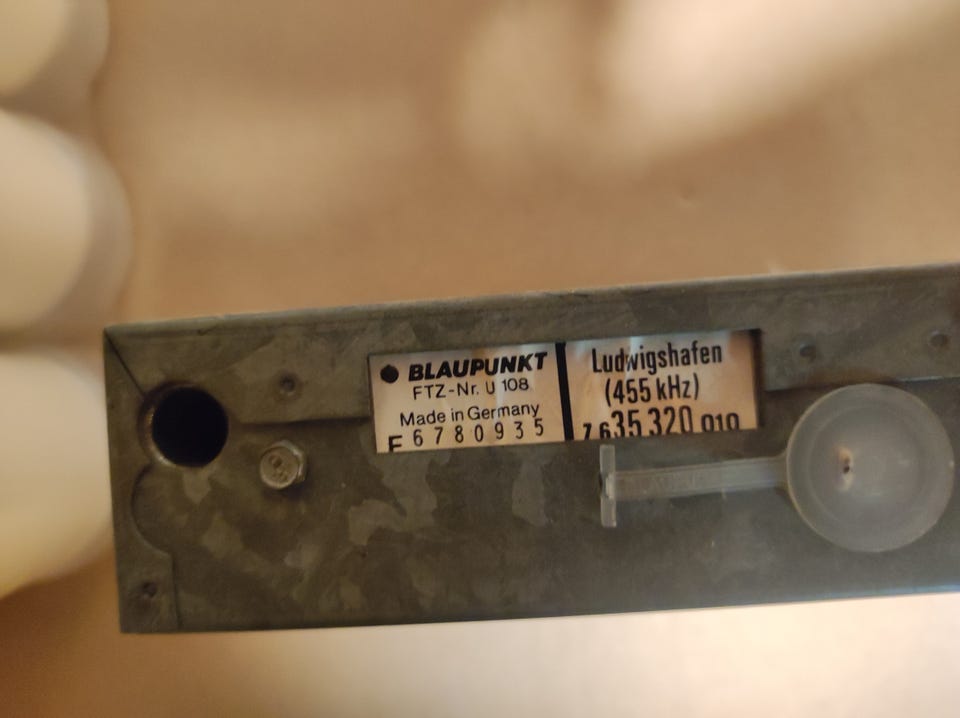 BLAUPUNKT
FTZ-Nr. U 108
Made in Germany
F 6780935
Ludwigshafen
(455 kHz)
7 635 320 010